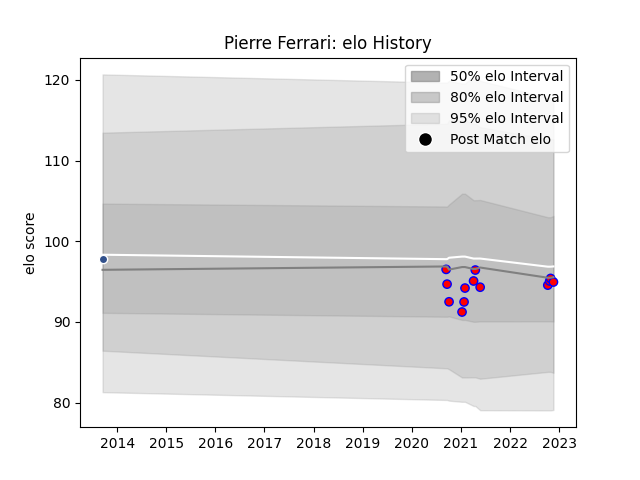 Pierre Ferrari: elo History
50% elo Interval
80% elo Interval
95% elo Interval
Post Match elo
elo score
120
110
100
90
80
2014 2015 2016 2017 2018 2019 2020 2021 2022 2023